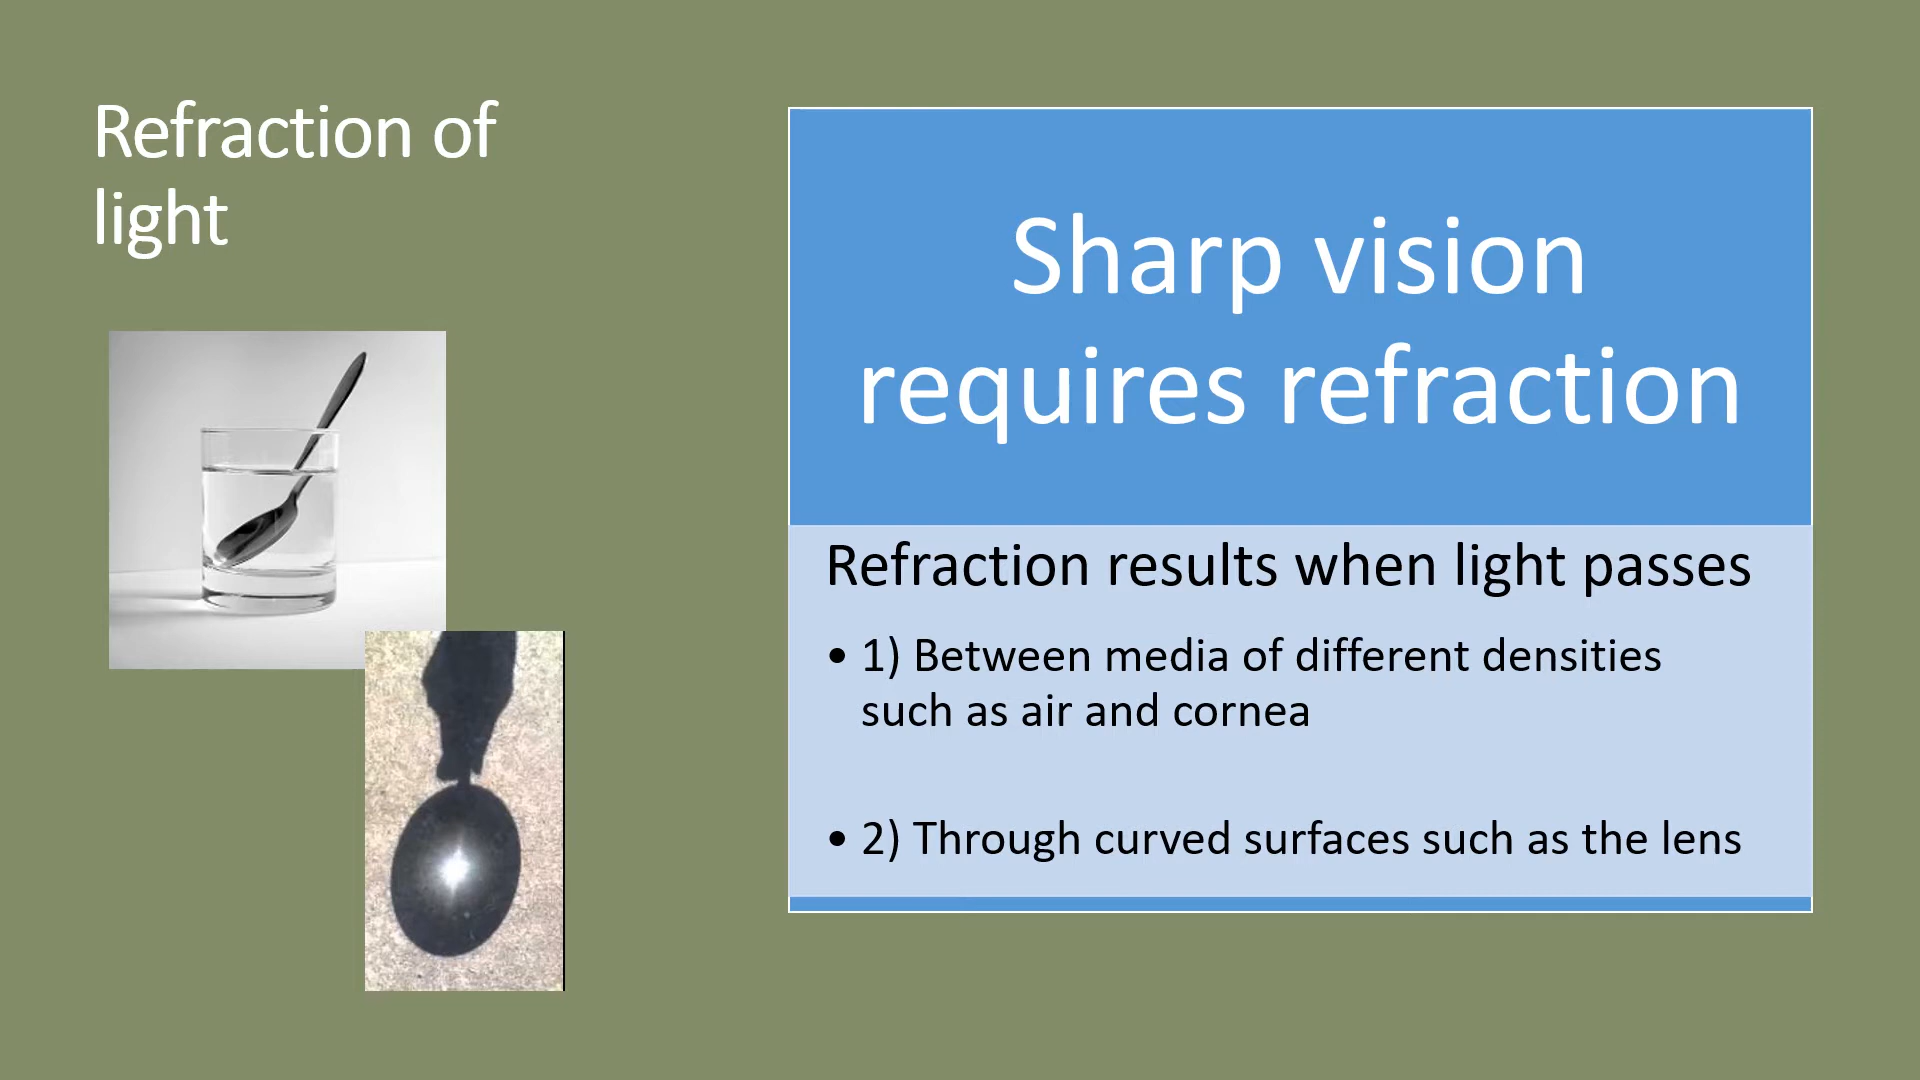 Refraction of
light
Sharp vision
requires refraction
Refraction results when light passes
• 1) Between media of different densities
such as air and cornea
• 2) Through curved surfaces such as the lens